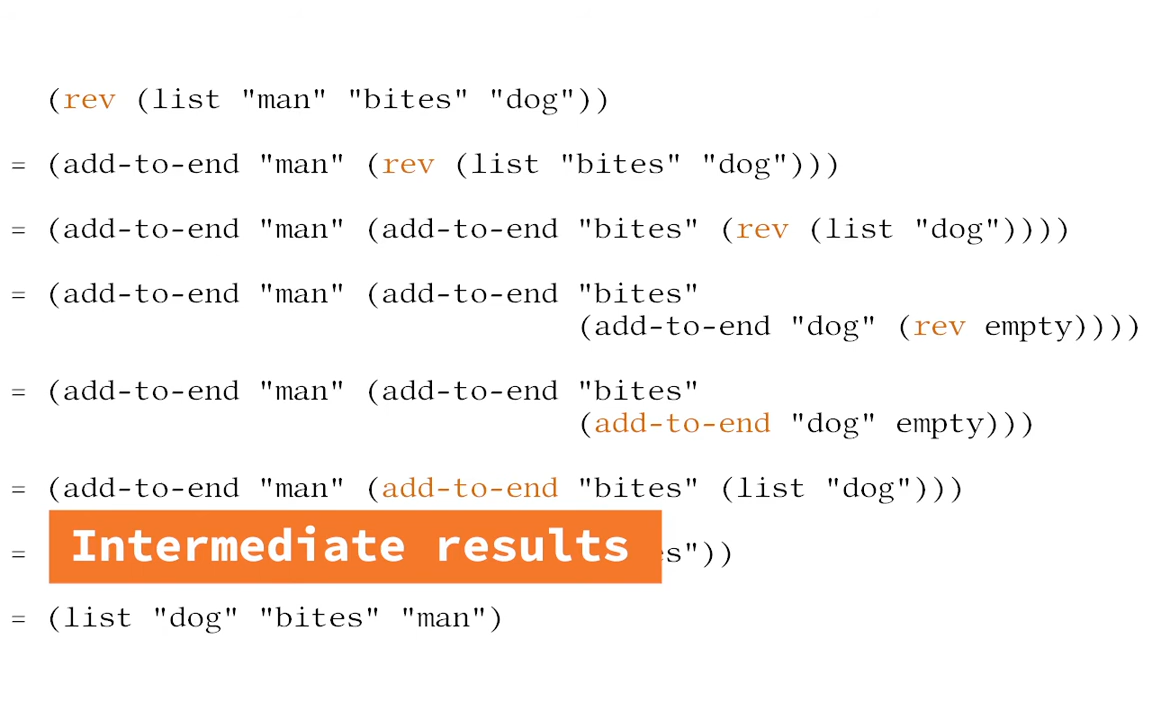 (rev (list "man" "bites" "dog"))
= (add-to-end "man" (rev (list "bites" "dog")))
= (add-to-end "man" (add-to-end "bites" (rev (list "dog"))))
= (add-to-end "man" (add-to-end "bites"
(add-to-end "dog" (rev empty))))
= (add-to-end "man" (add-to-end "bites"
(add-to-end "dog" empty)))
= (add-to-end "man" (add-to-end "bites" (list "dog")))
Intermediate results
= s"))
= (list "dog" "bites" "man")